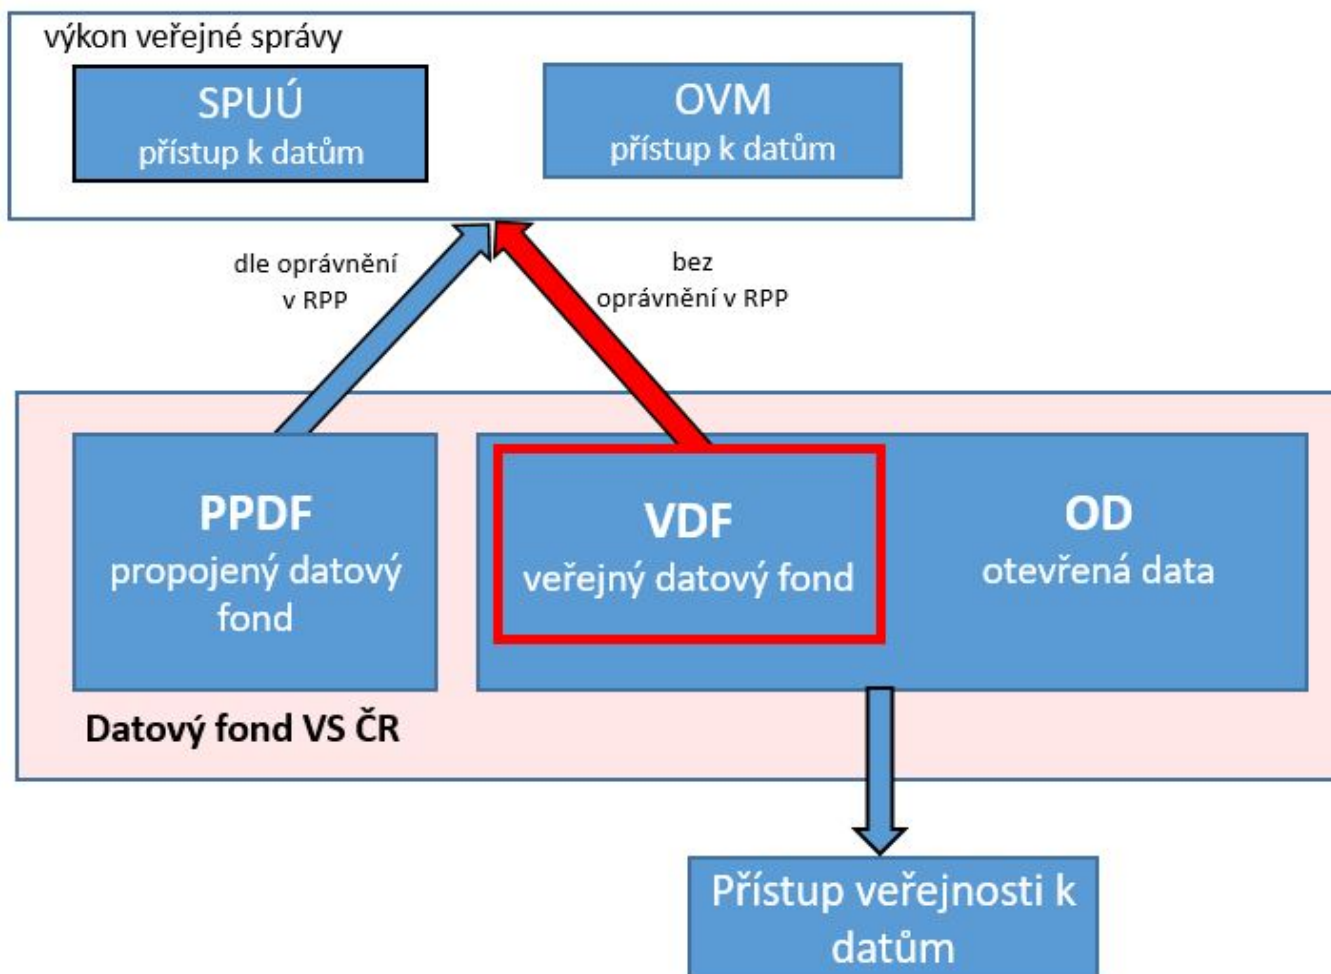 výkon veřejné správy
SPUÚ
přístup k datům
OVM
přístup k datům
dle oprávnění
v RPP
bez
oprávnění v RPP
PPDF
propojený datový
fond
VDF
veřejný datový fond
OD
otevřená data
Datový fond VS ČR
Přístup veřejnosti k
datům